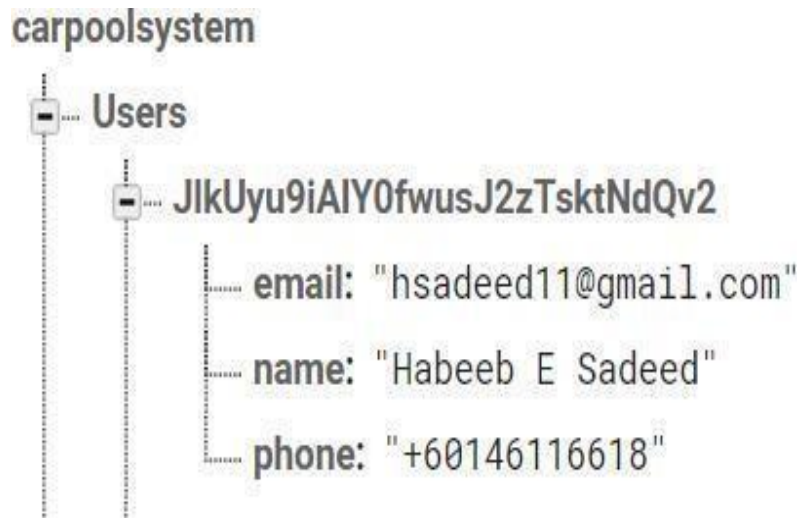 carpoolsystem
Users
JlkUyu9iAlY0fwusJ2zTsktNdQv2
email: "hsadeed11@gmail.com"
name: "Habeeb E Sadeed"
phone: "+60146116618"